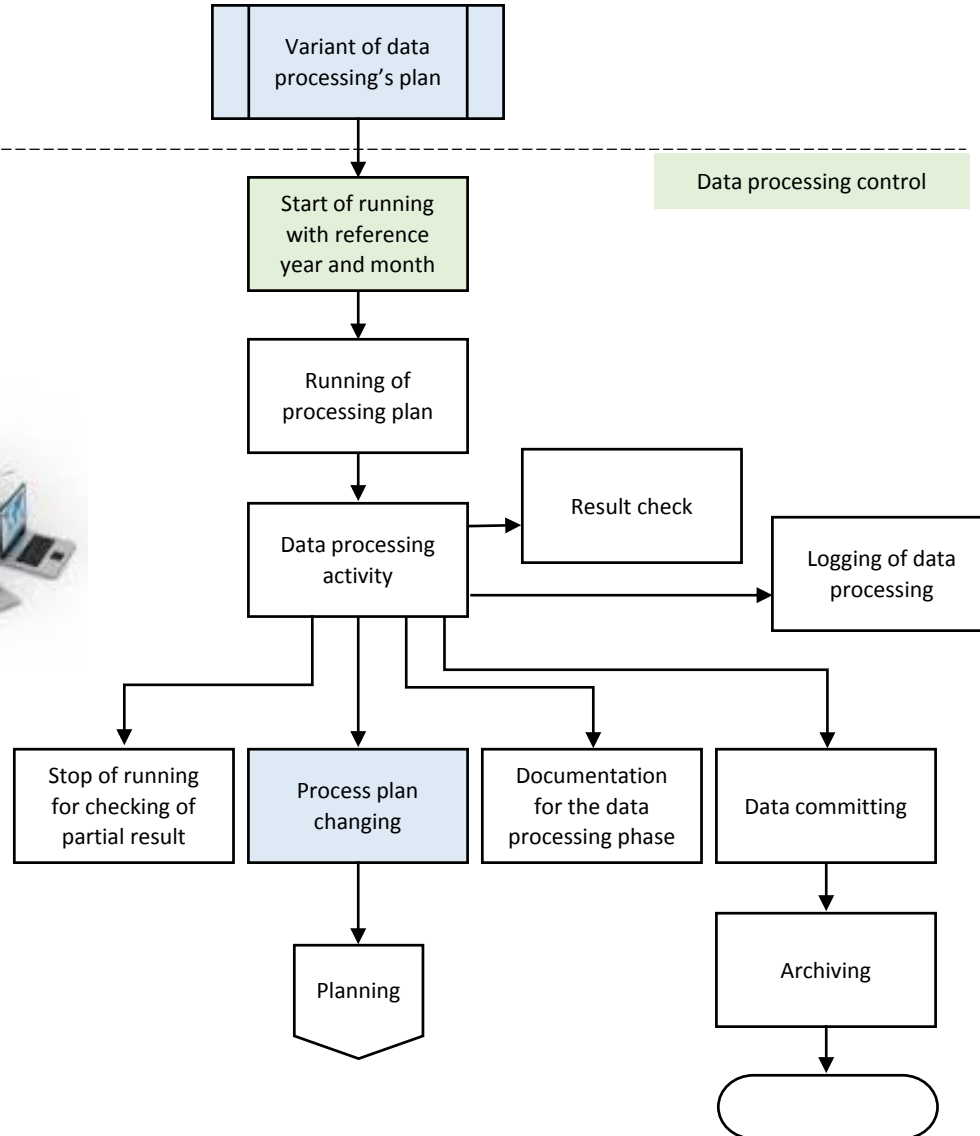 Variant of data
processing's plan
Data processing control
Start of running
with reference
year and month
Running of
processing plan
Result check
Data processing
activity
Logging of data
processing
Stop of running
for checking of
partial result
Process plan
changing
Documentation
for the data
processing phase
Data committing
Planning
Archiving